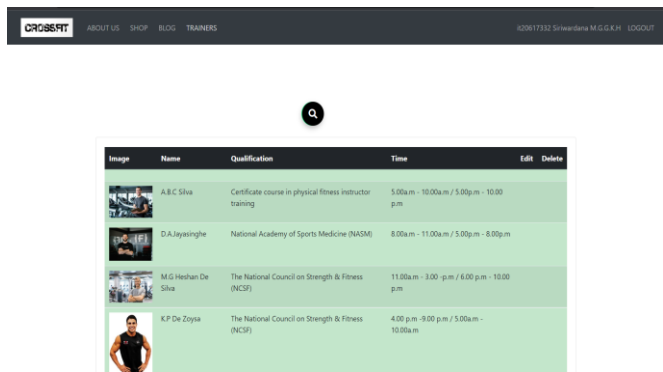 CROSSFIT ABOUT US SHOP BLOG TRAINERS it20617332 Siriwardana M.G.G.K.H LOGOUT
Image Name Qualification Time Edit Delete
A.B.C Silva Certificate course in physical fitness instructor 5.00a.m - 10.00a.m / 5.00p.m - 10.00
training p.m
D.A.Jayasinghe National Academy of Sports Medicine (NASM) 8.00a.m - 11.00a.m / 5.00p.m - 8.00p.m
M.G Heshan De The National Council on Strength & Fitness 11.00a.m - 3.00 -p.m / 6.00 p.m - 10.00
Silva (NCSF) p.m
K.P De Zoysa The National Council on Strength & Fitness 4.00 p.m -9.00 p.m / 5.00a.m -
(NCSF) 10.00a.m